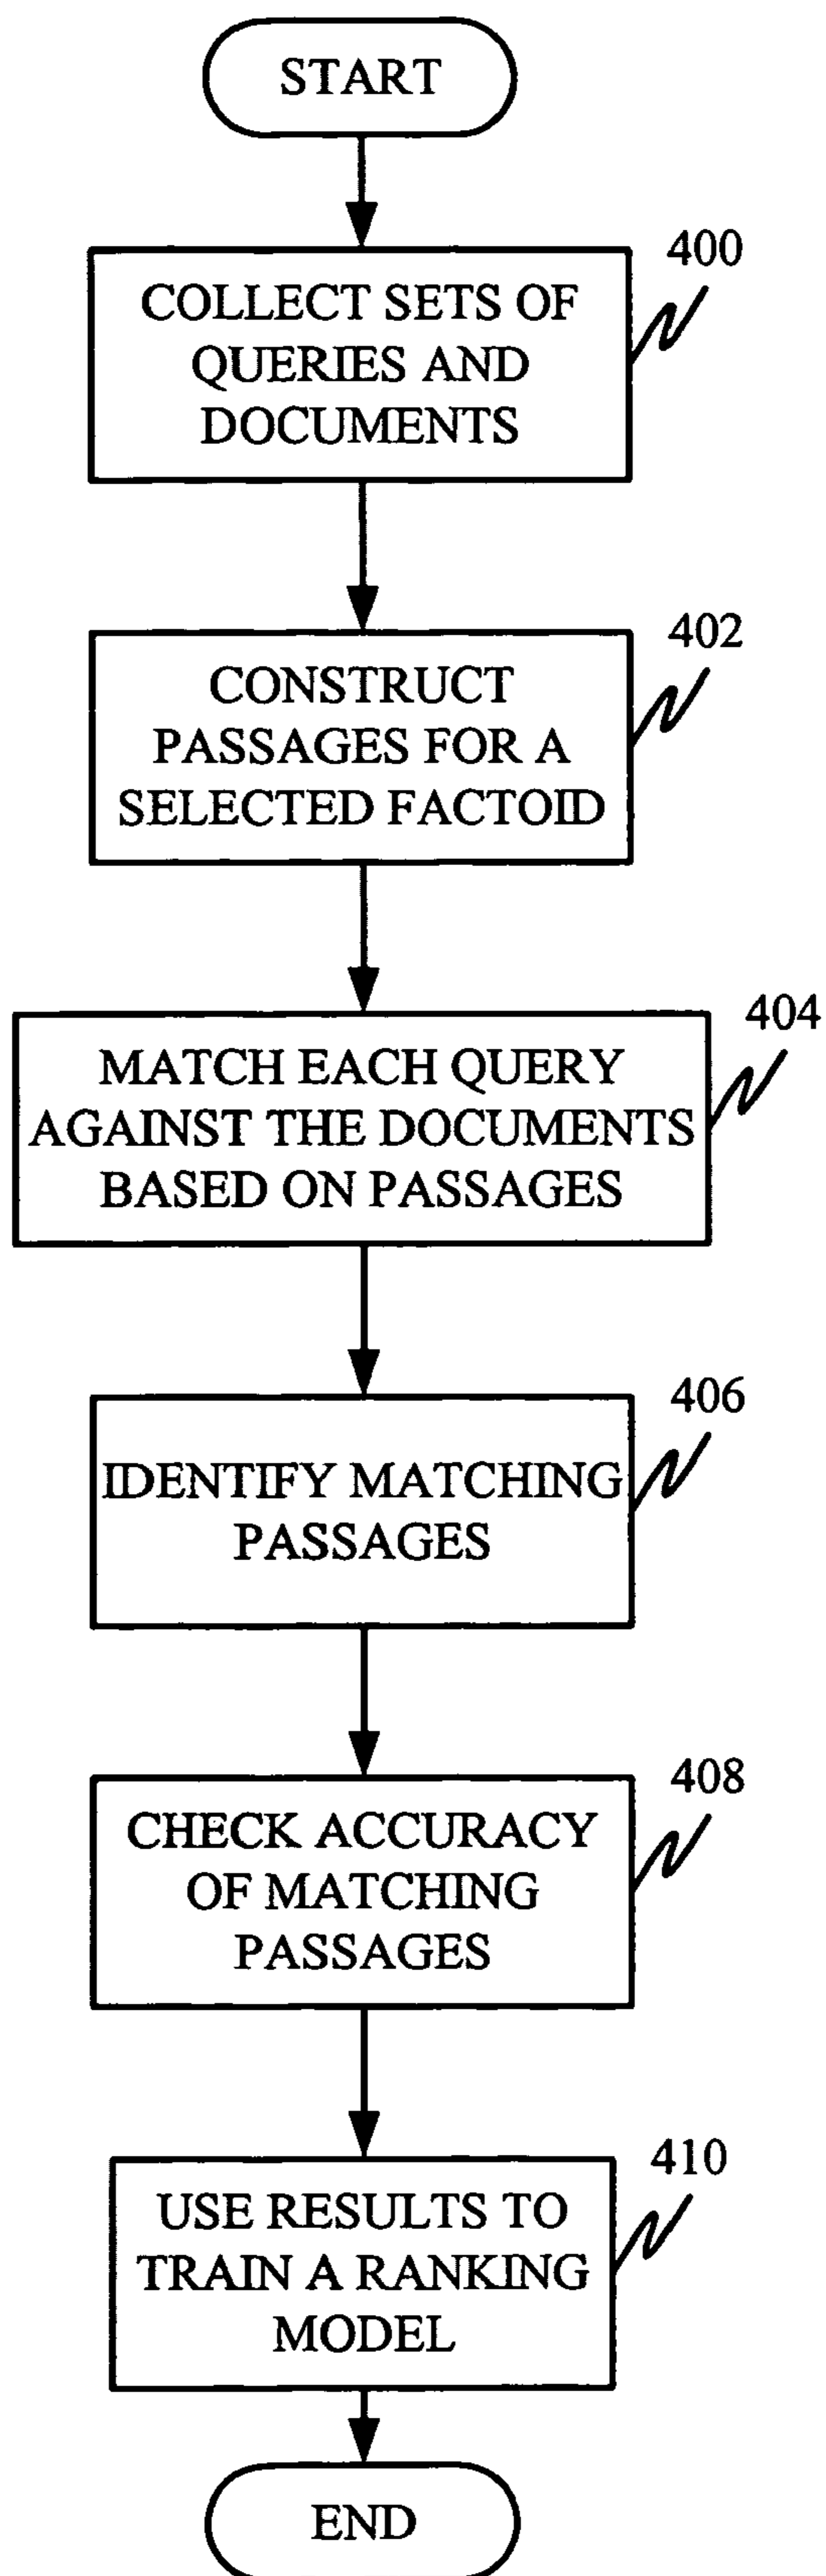 START
400
COLLECT SETS OF
QUERIES AND
DOCUMENTS
402
CONSTRUCT
PASSAGES FOR A
SELECTED FACTOID
404
MATCH EACH QUERY
AGAINST THE DOCUMENTS
BASED ON PASSAGES
406
IDENTIFY MATCHING
PASSAGES
408
CHECK ACCURACY
OF MATCHING
PASSAGES
410
USE RESULTS TO
TRAIN A RANKING
MODEL
END